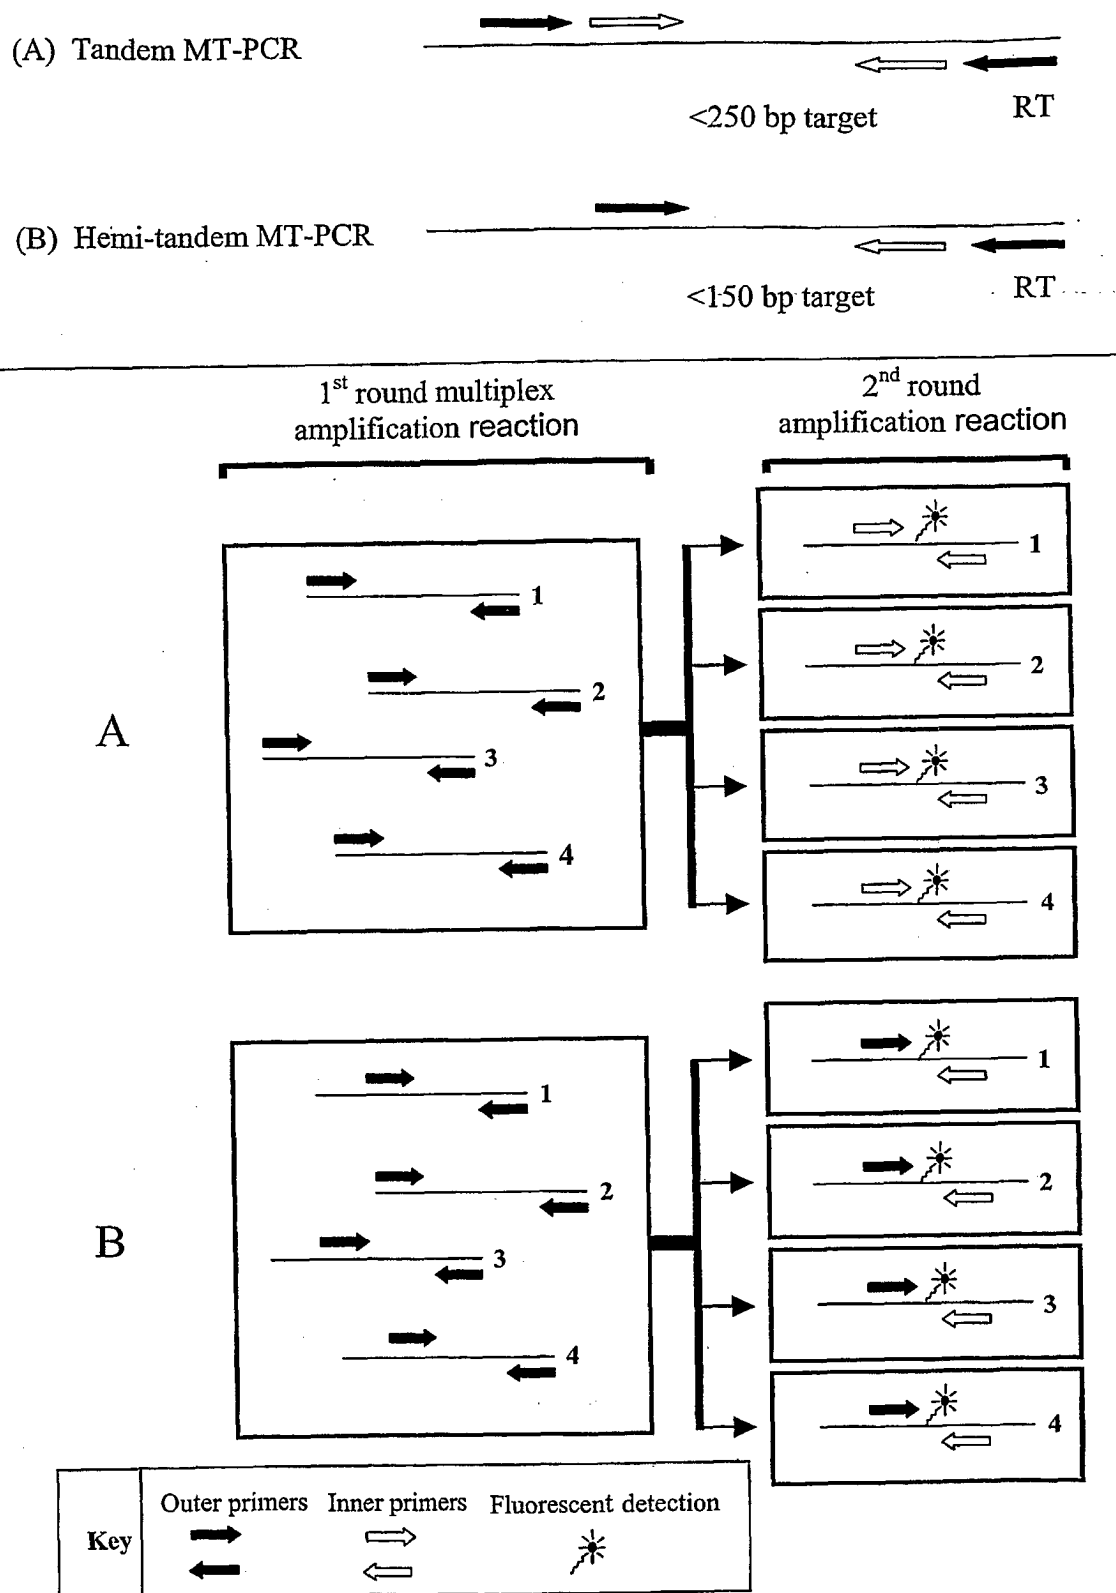 (A) Tandem MT-PCR
<250 bp target
RT
(B) Hemi-tandem MT-PCR
<150 bp target
RT
1st round multiplex
amplification reaction
2nd round
amplification reaction
A
1
2
3
4
1
2
3
4
B
1
2
3
4
1
2
3
4
Key
Outer primers
Inner primers
Fluorescent detection